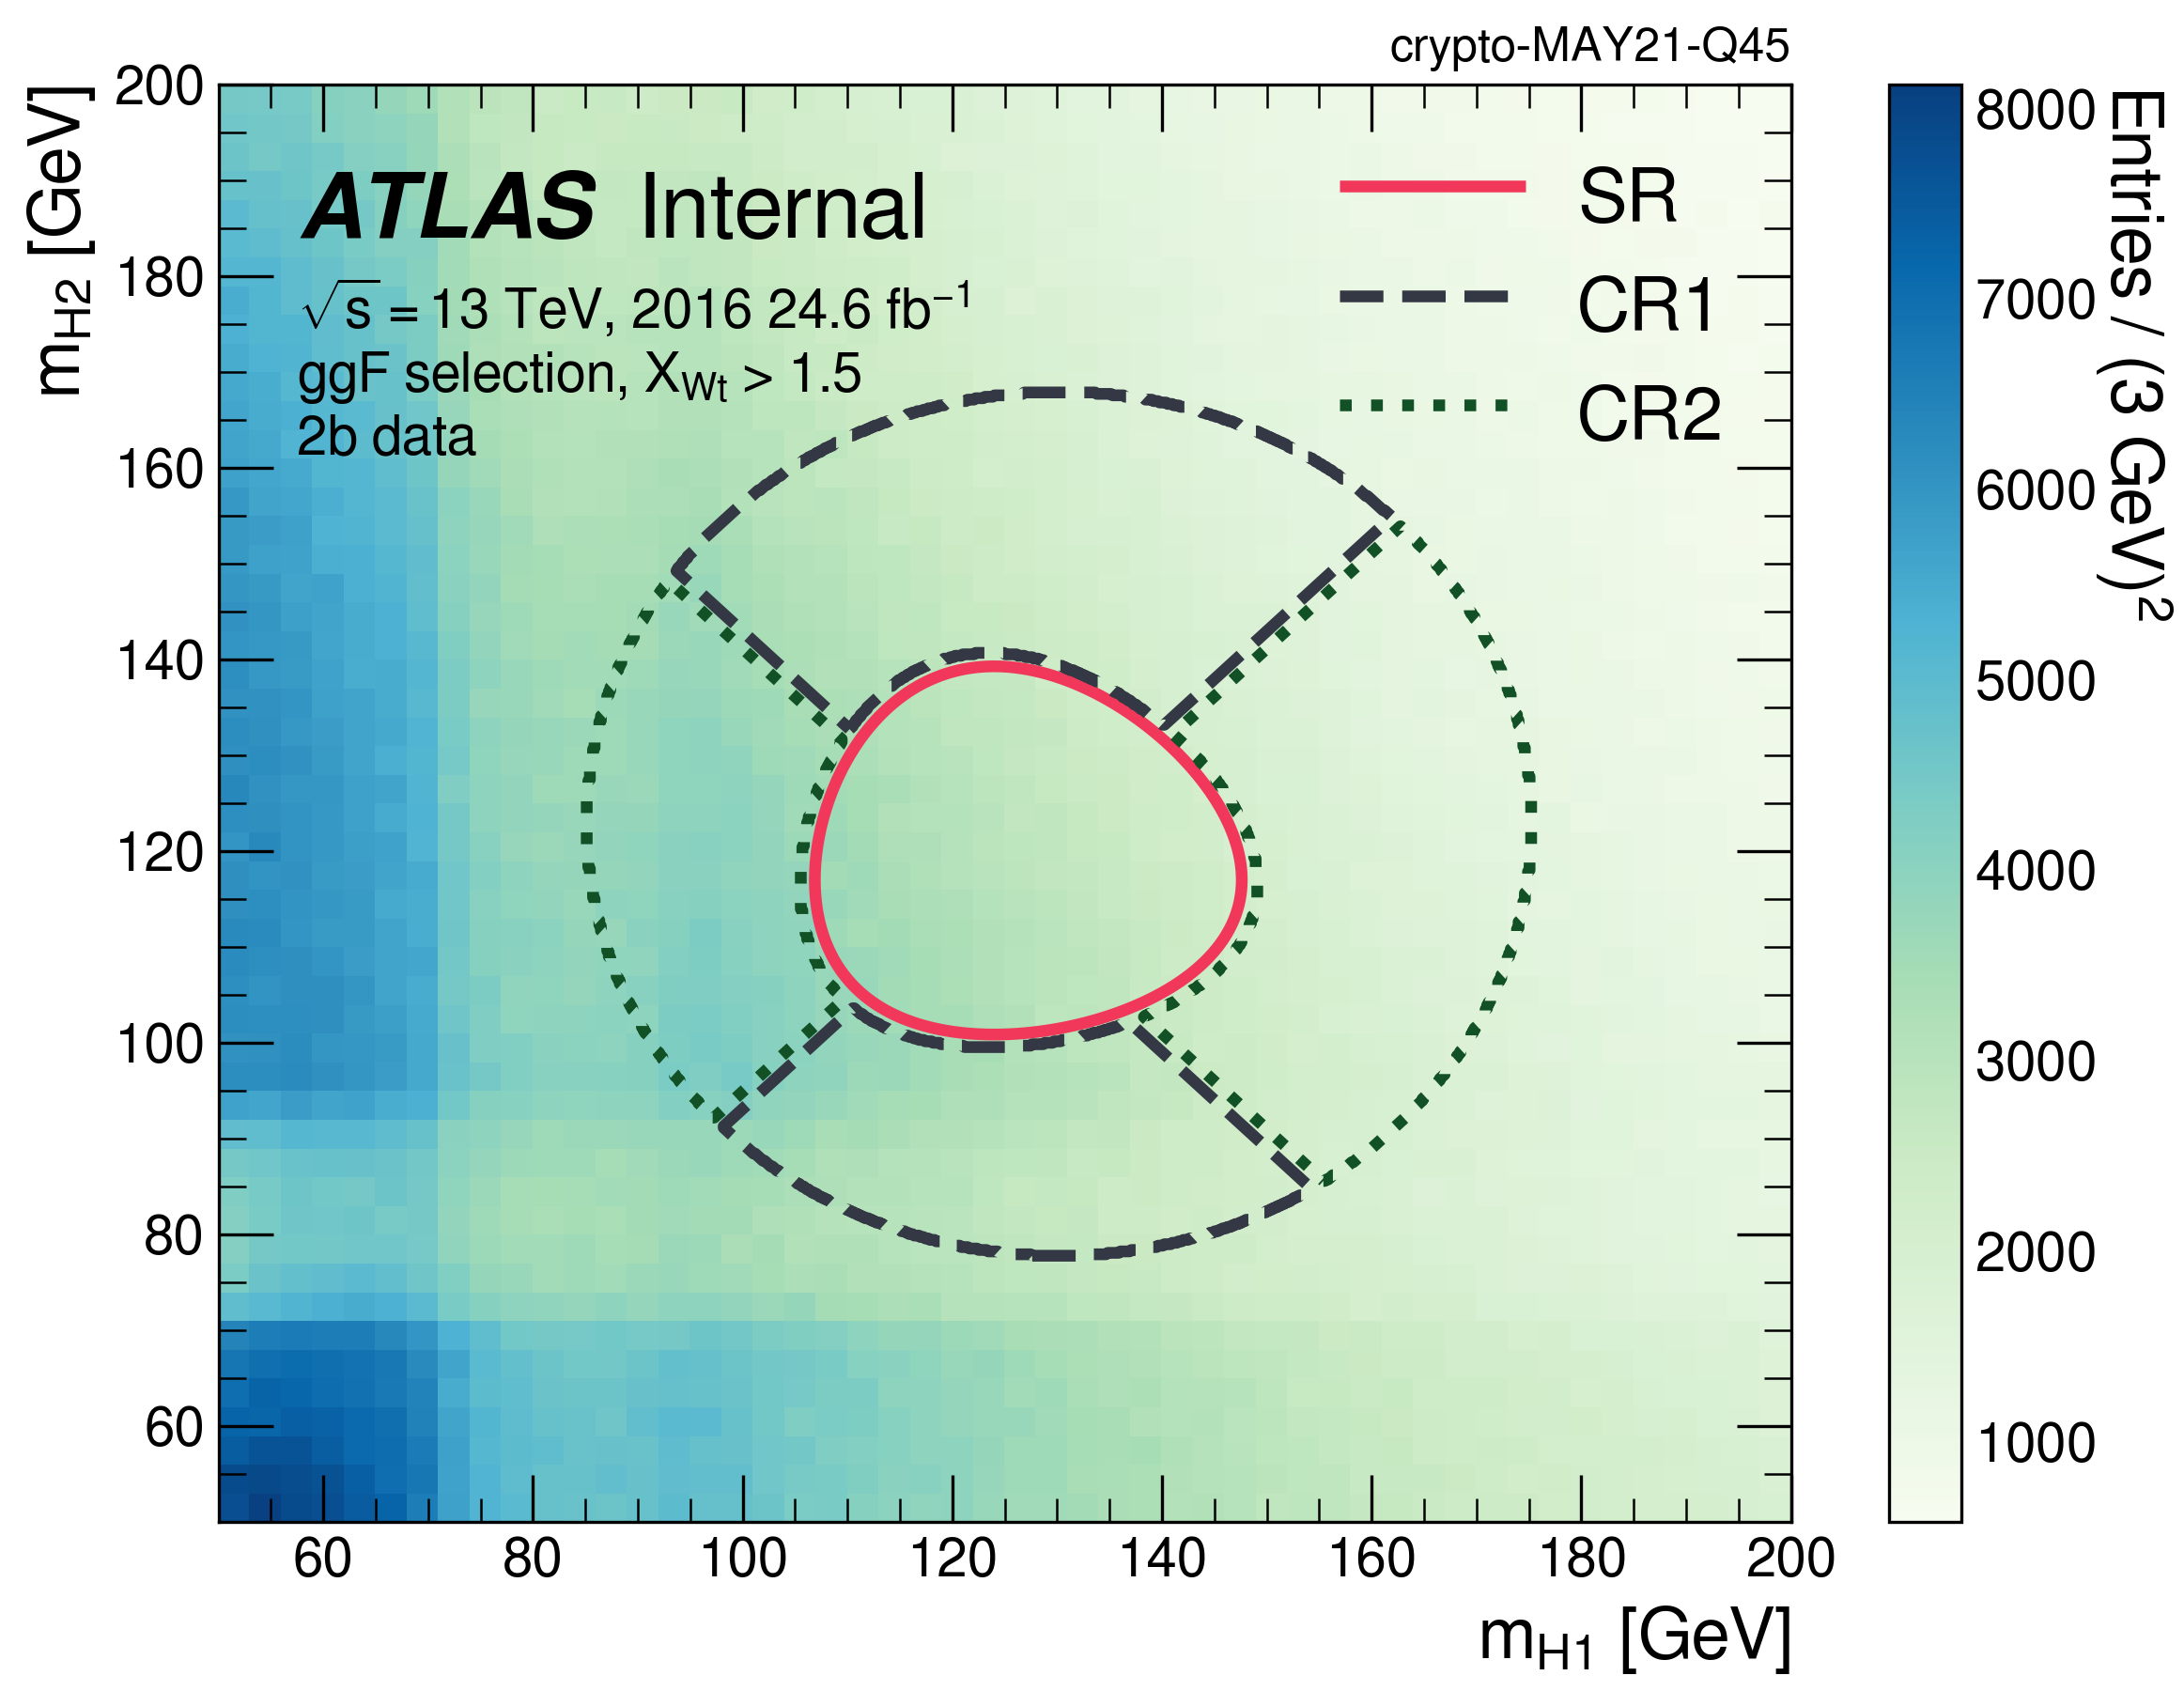 crypto-MAY21-Q45
ATLAS Internal
√s = 13 TeV, 2016 24.6 fb⁻¹
ggF selection, X_Wt > 1.5
2b data
SR
CR1
CR2
m_H2 [GeV]
200
180
160
140
120
100
80
60
60 80 100 120 140 160 180 200
m_H1 [GeV]
8000
7000
6000
5000
4000
3000
2000
1000
Entries / (3 GeV)²